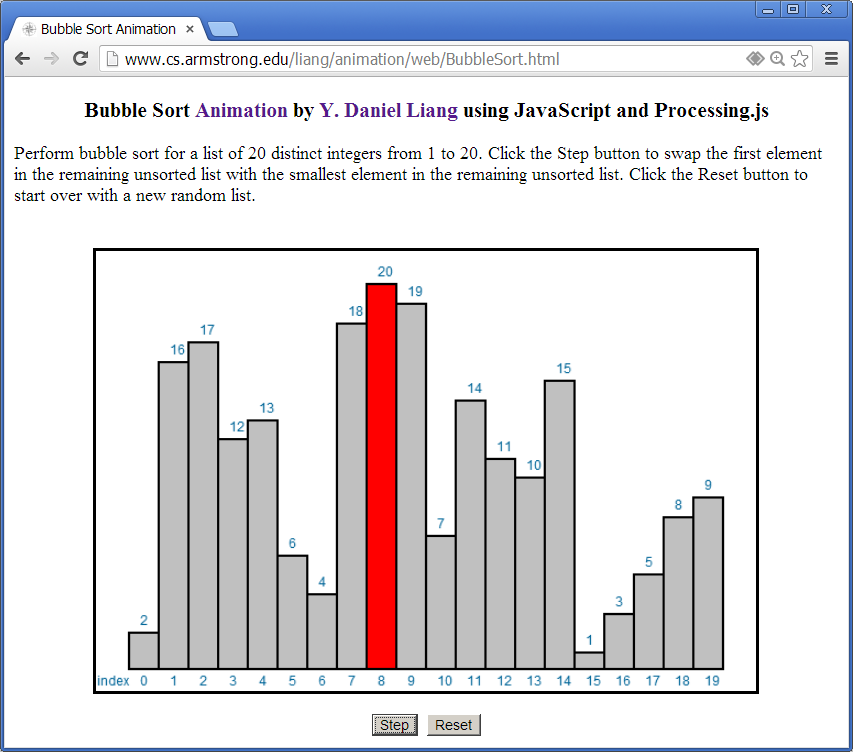 Bubble Sort Animation
www.cs.armstrong.edu/liang/animation/web/BubbleSort.html
Bubble Sort Animation by Y. Daniel Liang using JavaScript and Processing.js
Perform bubble sort for a list of 20 distinct integers from 1 to 20. Click the Step button to swap the first element
in the remaining unsorted list with the smallest element in the remaining unsorted list. Click the Reset button to
start over with a new random list.
2 16 17 12 13 6 4 18 20 19 7 14 11 10 15 1 3 5 8 9
index 0 1 2 3 4 5 6 7 8 9 10 11 12 13 14 15 16 17 18 19
Step Reset